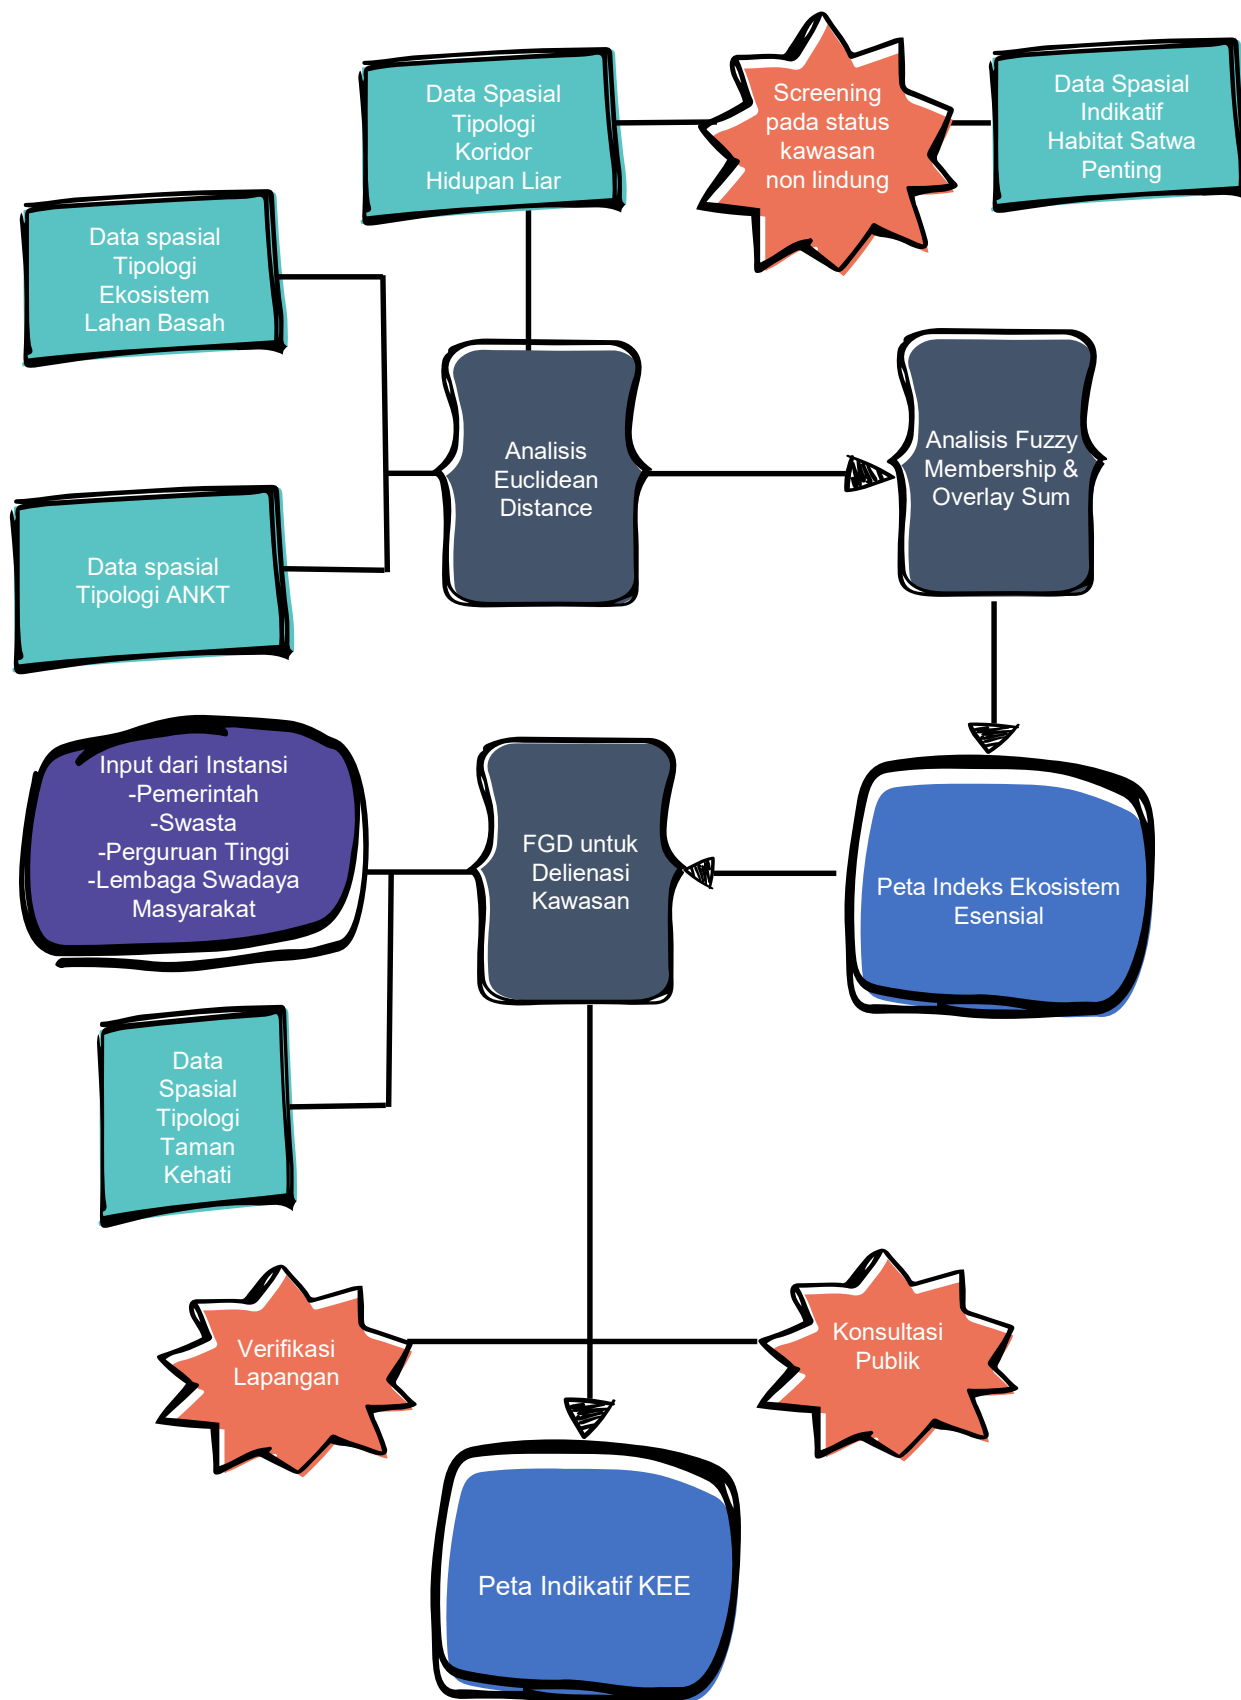 Data Spasial
Tipologi
Koridor
Hidupan Liar
Screening
pada status
kawasan
non lindung
Data Spasial
Indikatif
Habitat Satwa
Penting
Data spasial
Tipologi
Ekosistem
Lahan Basah
Analisis
Euclidean
Distance
Analisis Fuzzy
Membership &
Overlay Sum
Data spasial
Tipologi ANKT
Input dari Instansi
-Pemerintah
-Swasta
-Perguruan Tinggi
-Lembaga Swadaya
Masyarakat
FGD untuk
Delienasi
Kawasan
Peta Indeks Ekosistem
Esensial
Data
Spasial
Tipologi
Taman
Kehati
Verifikasi
Lapangan
Konsultasi
Publik
Peta Indikatif KEE